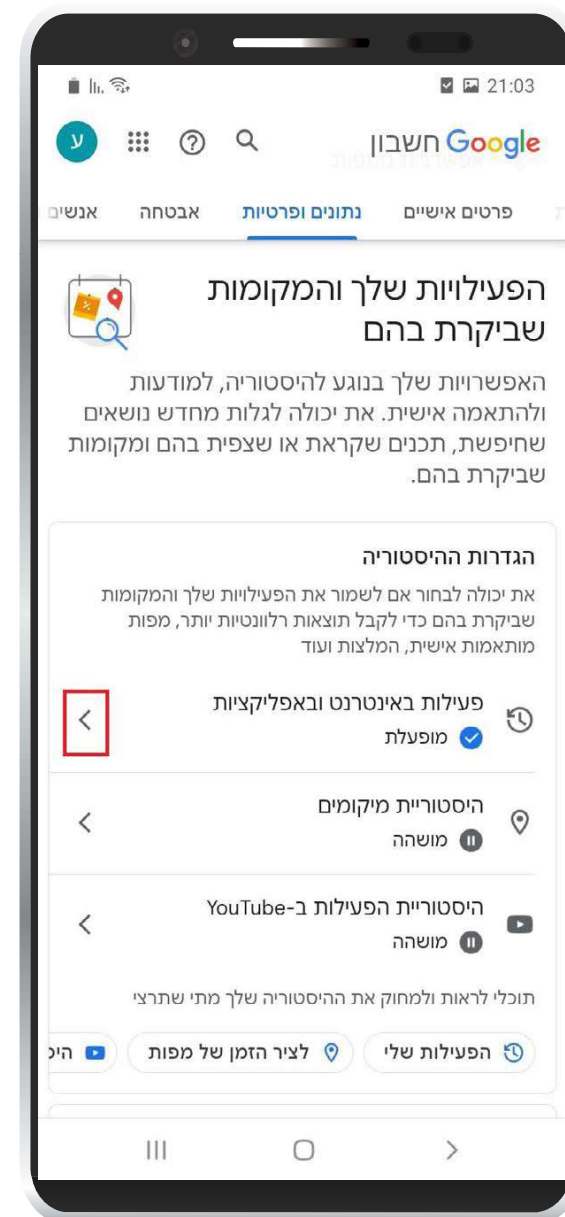 21:03
חשבון Google
ע
פרטים אישיים
נתונים ופרטיות
אבטחה
אנשים
הפעילויות שלך והמקומות
שביקרת בהם
האפשרויות שלך בנוגע להיסטוריה, למודעות
ולהתאמה אישית. את יכולה לגלות מחדש נושאים
שחיפשת, תכנים שקראת או שצפית בהם ומקומות
שביקרת בהם.
הגדרות ההיסטוריה
את יכולה לבחור אם לשמור את הפעילויות שלך והמקומות
שביקרת בהם כדי לקבל תוצאות רלוונטיות יותר, מפות
מותאמות אישית, המלצות ועוד
פעילות באינטרנט ובאפליקציות
מופעלת
היסטוריית מיקומים
מושהה
היסטוריית הפעילות ב-YouTube
מושהה
תוכלי לראות ולמחוק את ההיסטוריה שלך מתי שתרצי
הפעילות שלי
לציר הזמן של מפות